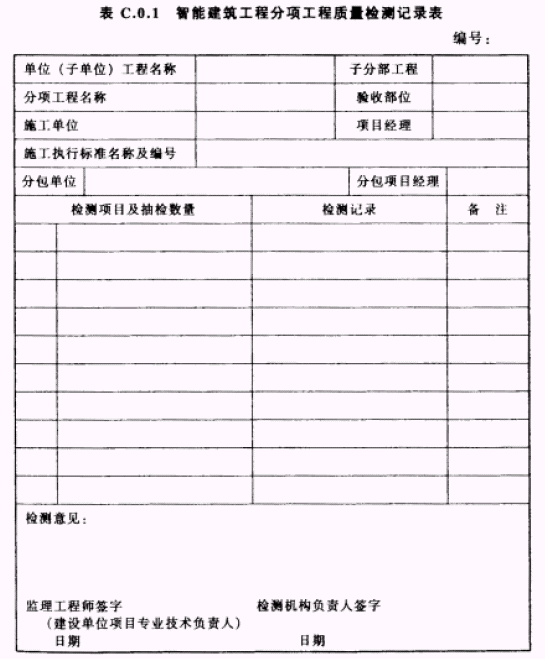 表 C.0.1 智能建筑工程分项工程质量检测记录表
编号：
单位（子单位）工程名称 子分部工程
分项工程名称 验收部位
施工单位 项目经理
施工执行标准名称及编号
分包单位 分包项目经理
检测项目及抽检数量 检测记录 备 注
检测意见：
监理工程师签字 检测机构负责人签字
（建设单位项目专业技术负责人）
日期 日期